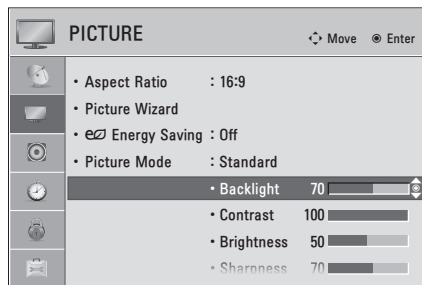 PICTURE
Move Enter
• Aspect Ratio : 16:9
• Picture Wizard
• Energy Saving : Off
• Picture Mode : Standard
• Backlight 70
• Contrast 100
• Brightness 50
• Sharpness 70